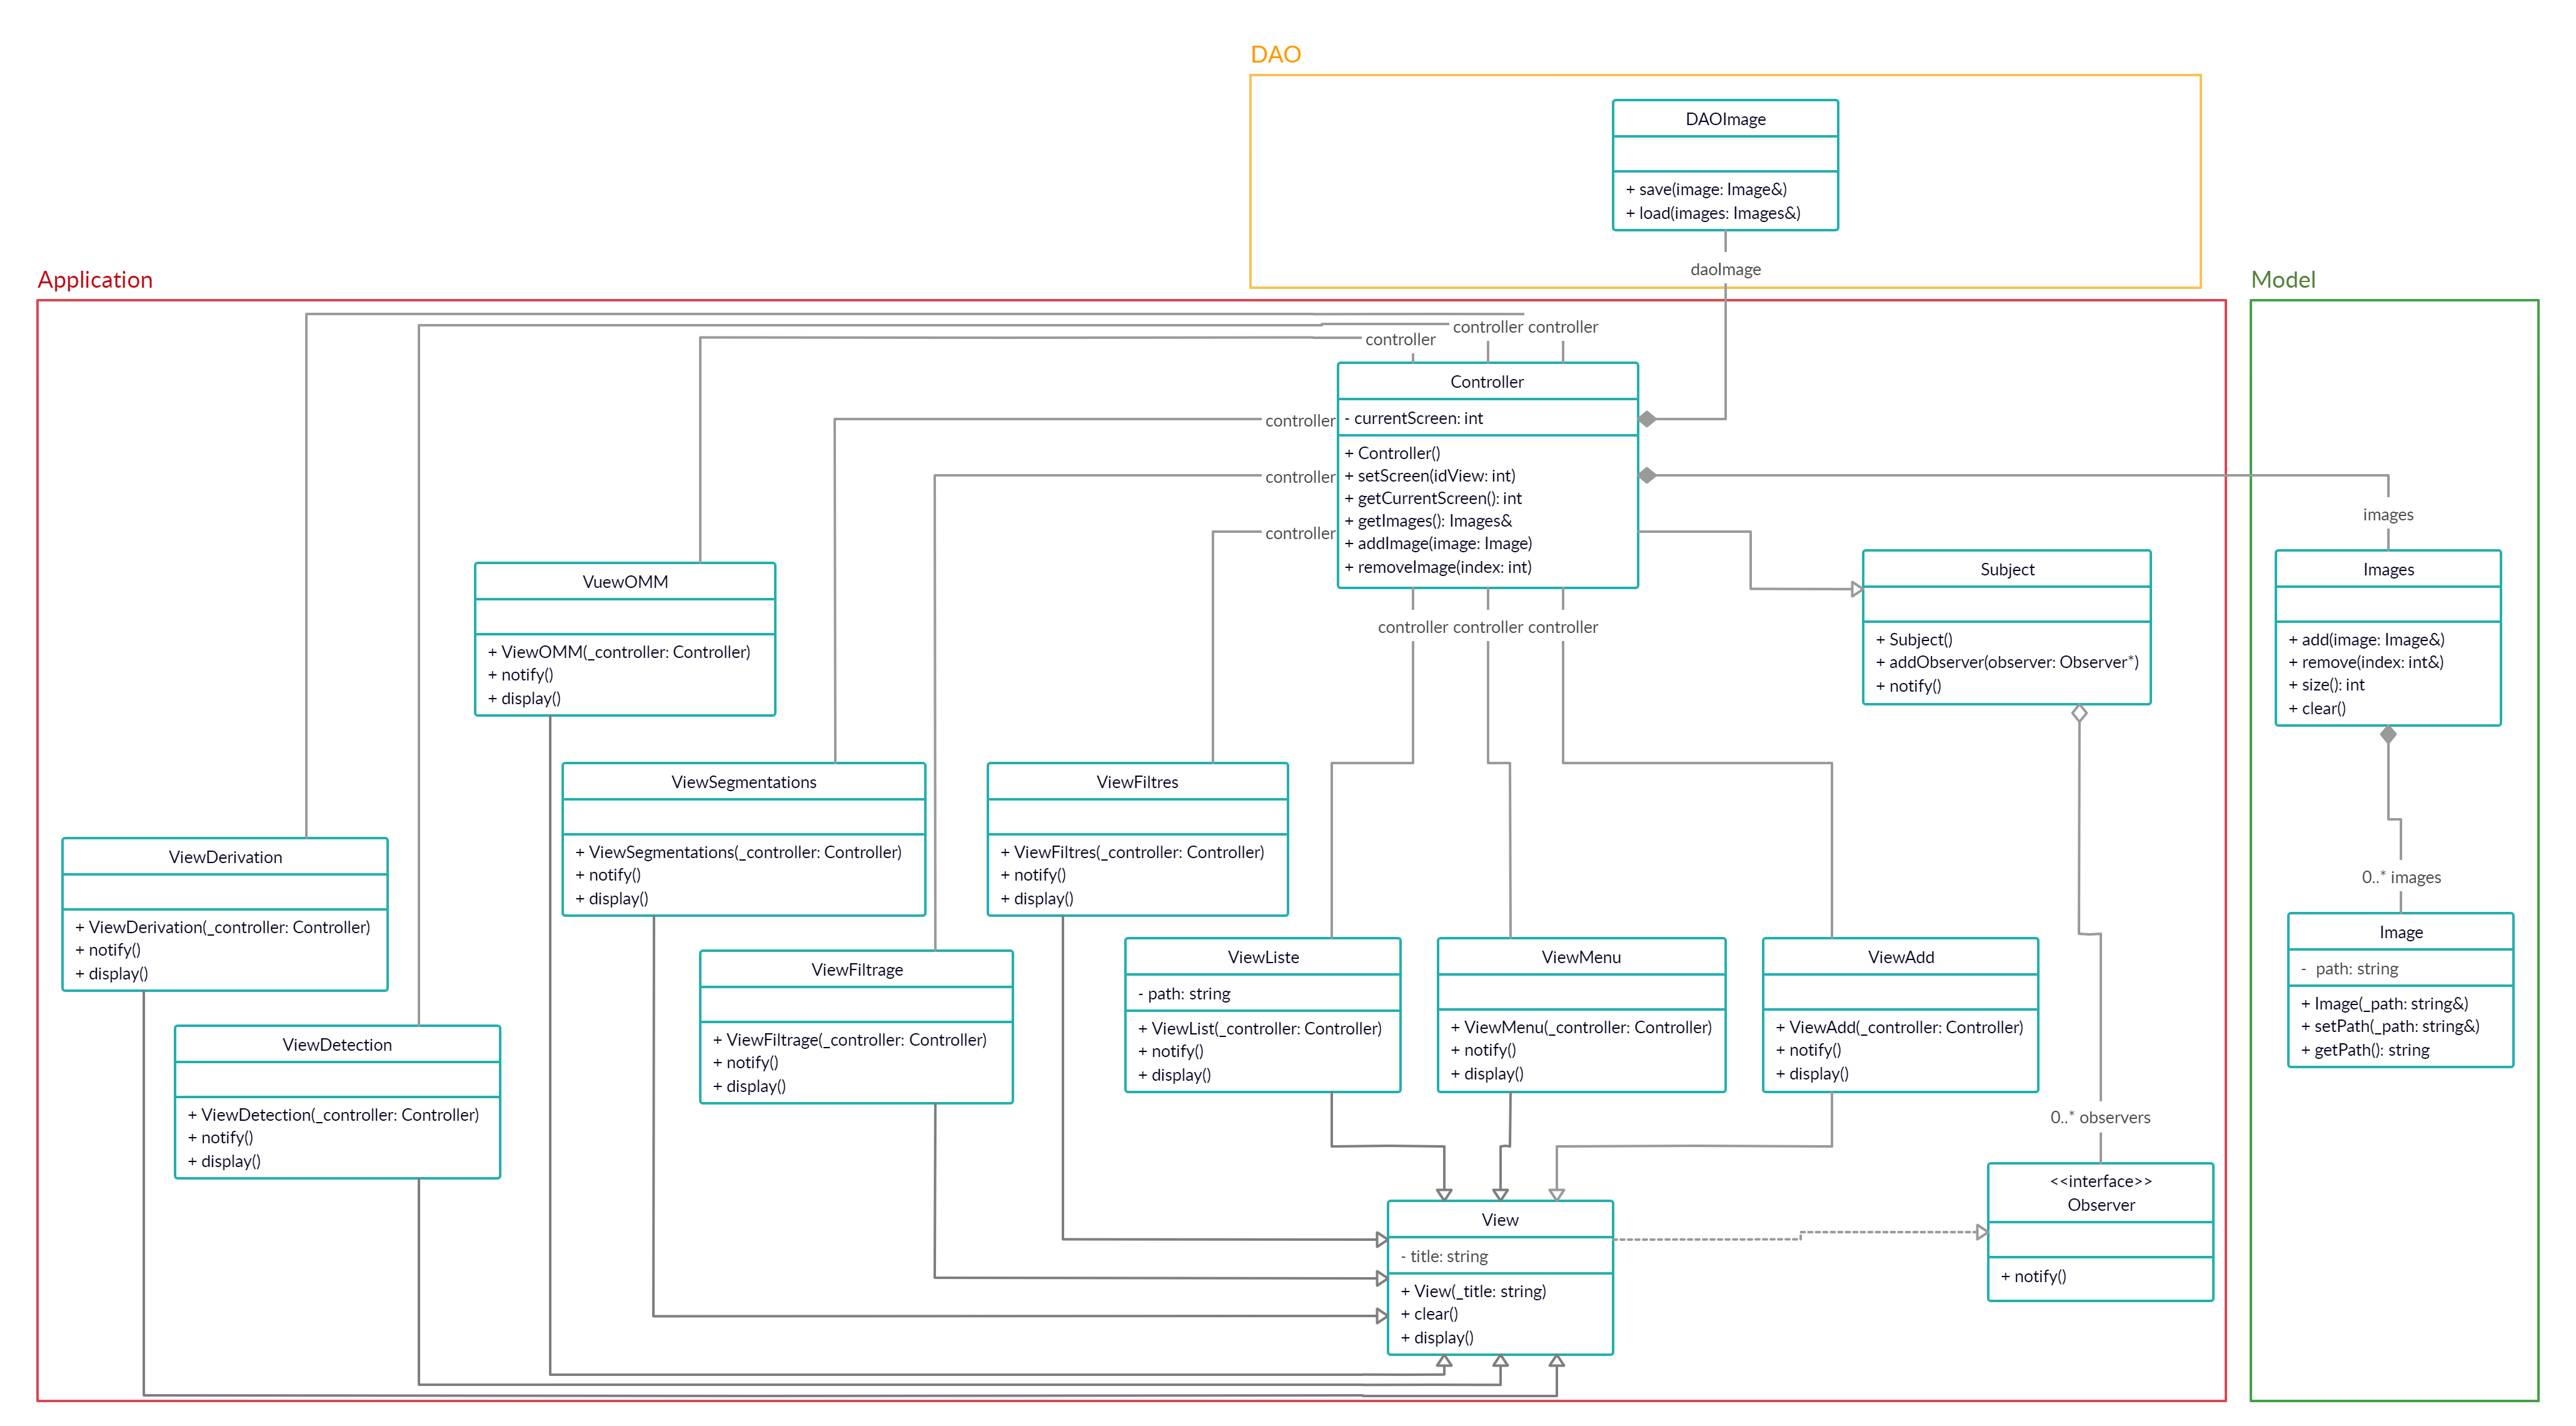 DAO
DAOImage
+ save(image: Image&)
+ load(images: Images&)
daoImage
Application
Model
controller controller
controller
Controller
- currentScreen: int
+ Controller()
+ setScreen(idView: int)
+ getCurrentScreen(): int
+ getImages(): Images&
+ addImage(image: Image)
+ removeImage(index: int)
controller
controller
controller
controller controller controller
images
Images
+ add(image: Image&)
+ remove(index: int&)
+ size(): int
+ clear()
Subject
+ Subject()
+ addObserver(observer: Observer*)
+ notify()
VuewOMM
+ ViewOMM(_controller: Controller)
+ notify()
+ display()
ViewSegmentations
+ ViewSegmentations(_controller: Controller)
+ notify()
+ display()
ViewFiltres
+ ViewFiltres(_controller: Controller)
+ notify()
+ display()
ViewDerivation
+ ViewDerivation(_controller: Controller)
+ notify()
+ display()
0..* images
Image
- path: string
+ Image(_path: string&)
+ setPath(_path: string&)
+ getPath(): string
ViewFiltrage
+ ViewFiltrage(_controller: Controller)
+ notify()
+ display()
ViewListe
- path: string
+ ViewList(_controller: Controller)
+ notify()
+ display()
ViewMenu
+ ViewMenu(_controller: Controller)
+ notify()
+ display()
ViewAdd
+ ViewAdd(_controller: Controller)
+ notify()
+ display()
ViewDetection
+ ViewDetection(_controller: Controller)
+ notify()
+ display()
0..* observers
<<interface>>
Observer
+ notify()
View
- title: string
+ View(_title: string)
+ clear()
+ display()